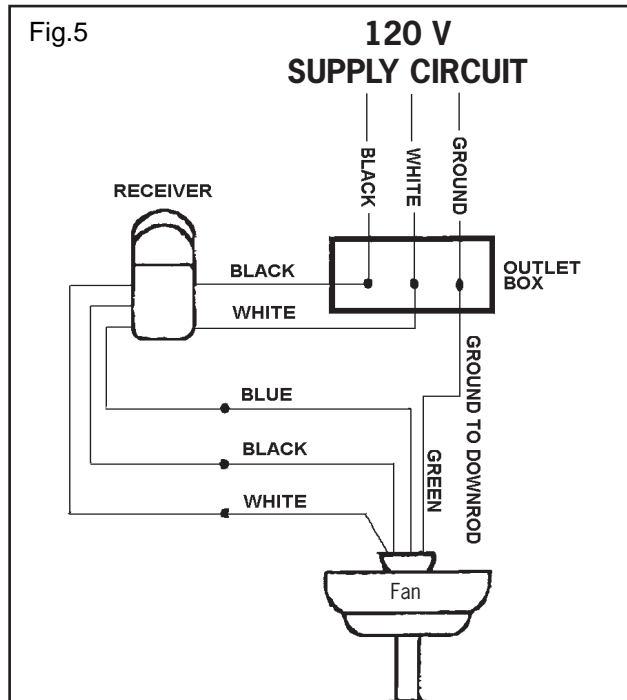 Fig.5
120 V
SUPPLY CIRCUIT
BLACK
WHITE
GROUND
RECEIVER
BLACK
WHITE
OUTLET
BOX
BLUE
BLACK
WHITE
GREEN
GROUND TO DOWNROD
Fan